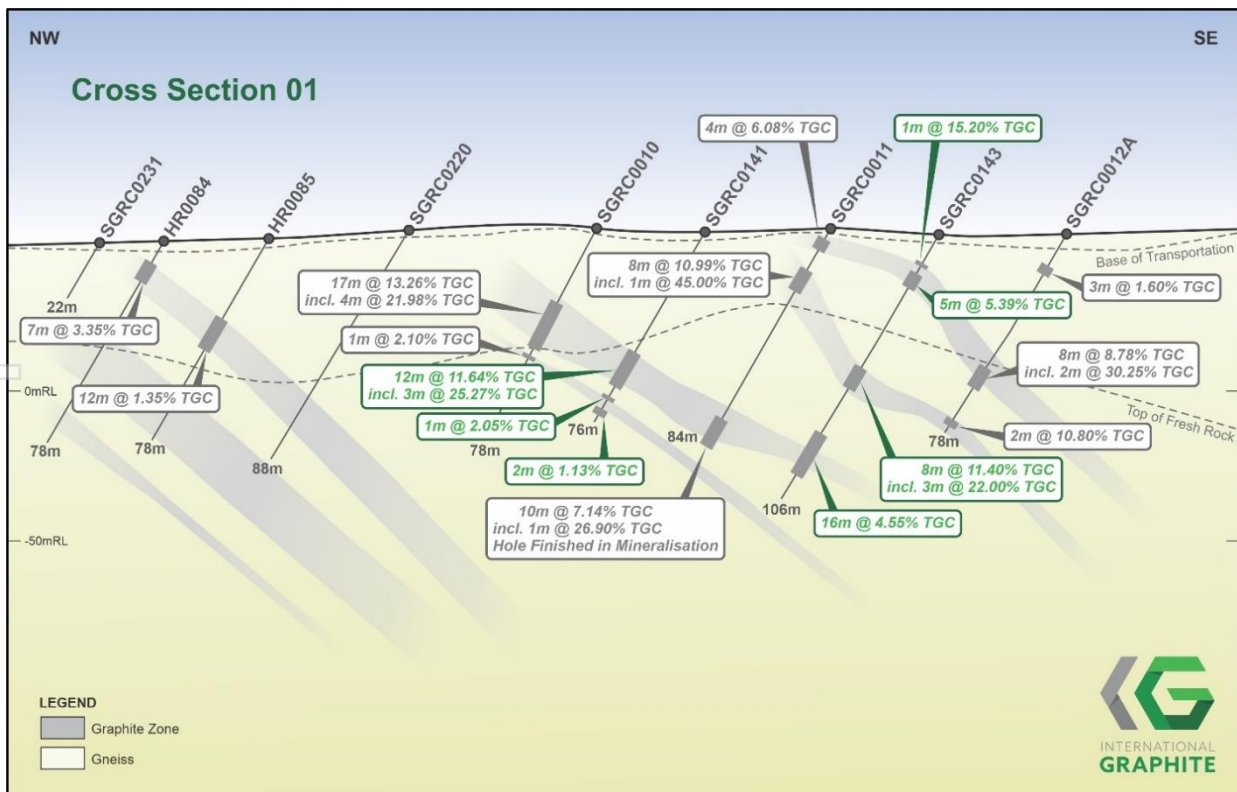 NW
SE
Cross Section 01
4m @ 6.08% TGC
1m @ 15.20% TGC
SGRC0231
HR0084
HR0085
SGRC0220
SGRC0010
SGRC0141
SGRC0011
SGRC0143
SGRC0012A
Base of Transportation
8m @ 10.99% TGC
incl. 1m @ 45.00% TGC
17m @ 13.26% TGC
incl. 4m @ 21.98% TGC
3m @ 1.60% TGC
5m @ 5.39% TGC
22m
7m @ 3.35% TGC
1m @ 2.10% TGC
8m @ 8.78% TGC
incl. 2m @ 30.25% TGC
12m @ 11.64% TGC
incl. 3m @ 25.27% TGC
0mRL
12m @ 1.35% TGC
Top of Fresh Rock
1m @ 2.05% TGC
76m
84m
78m
2m @ 10.80% TGC
78m
78m
78m
88m
2m @ 1.13% TGC
8m @ 11.40% TGC
incl. 3m @ 22.00% TGC
106m
10m @ 7.14% TGC
incl. 1m @ 26.90% TGC
Hole Finished in Mineralisation
16m @ 4.55% TGC
-50mRL
LEGEND
Graphite Zone
Gneiss
INTERNATIONAL
GRAPHITE